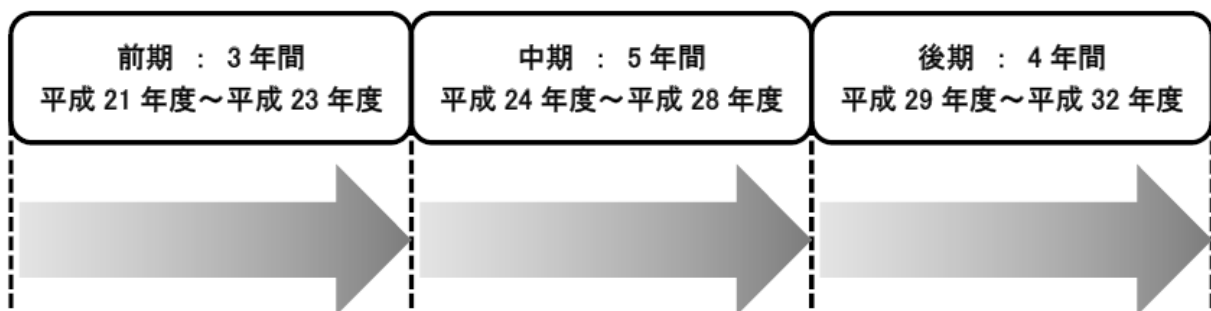 前期 ： 3 年間
平成 21 年度～平成 23 年度
中期 ： 5 年間
平成 24 年度～平成 28 年度
後期 ： 4 年間
平成 29 年度～平成 32 年度